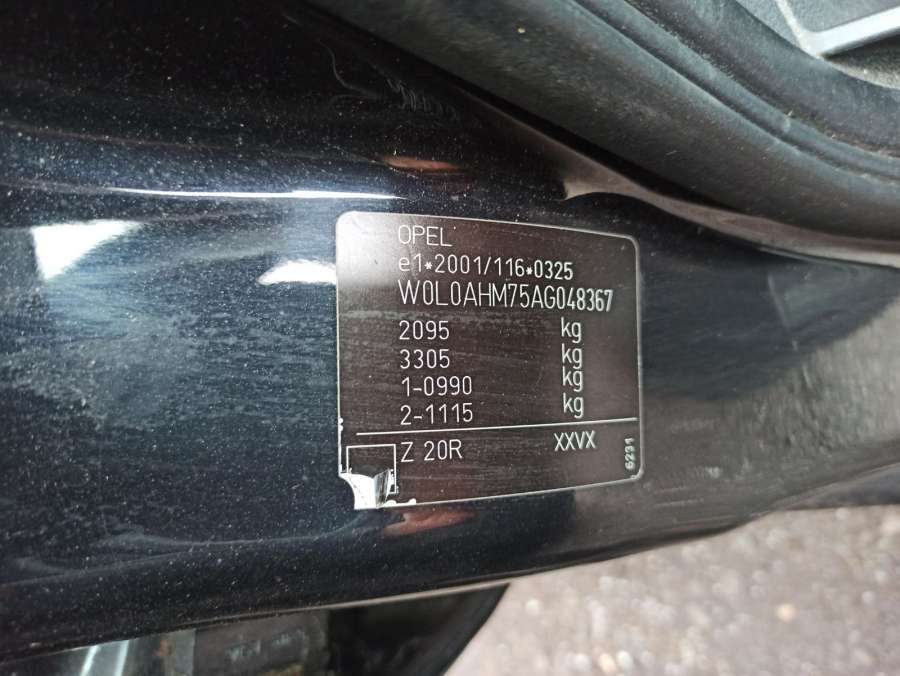 OPEL
e1*2001/116*0325
W0L0AHM75AG048367
2095 kg
3305 kg
1-0990 kg
2-1115 kg
Z 20R XXVX
6231